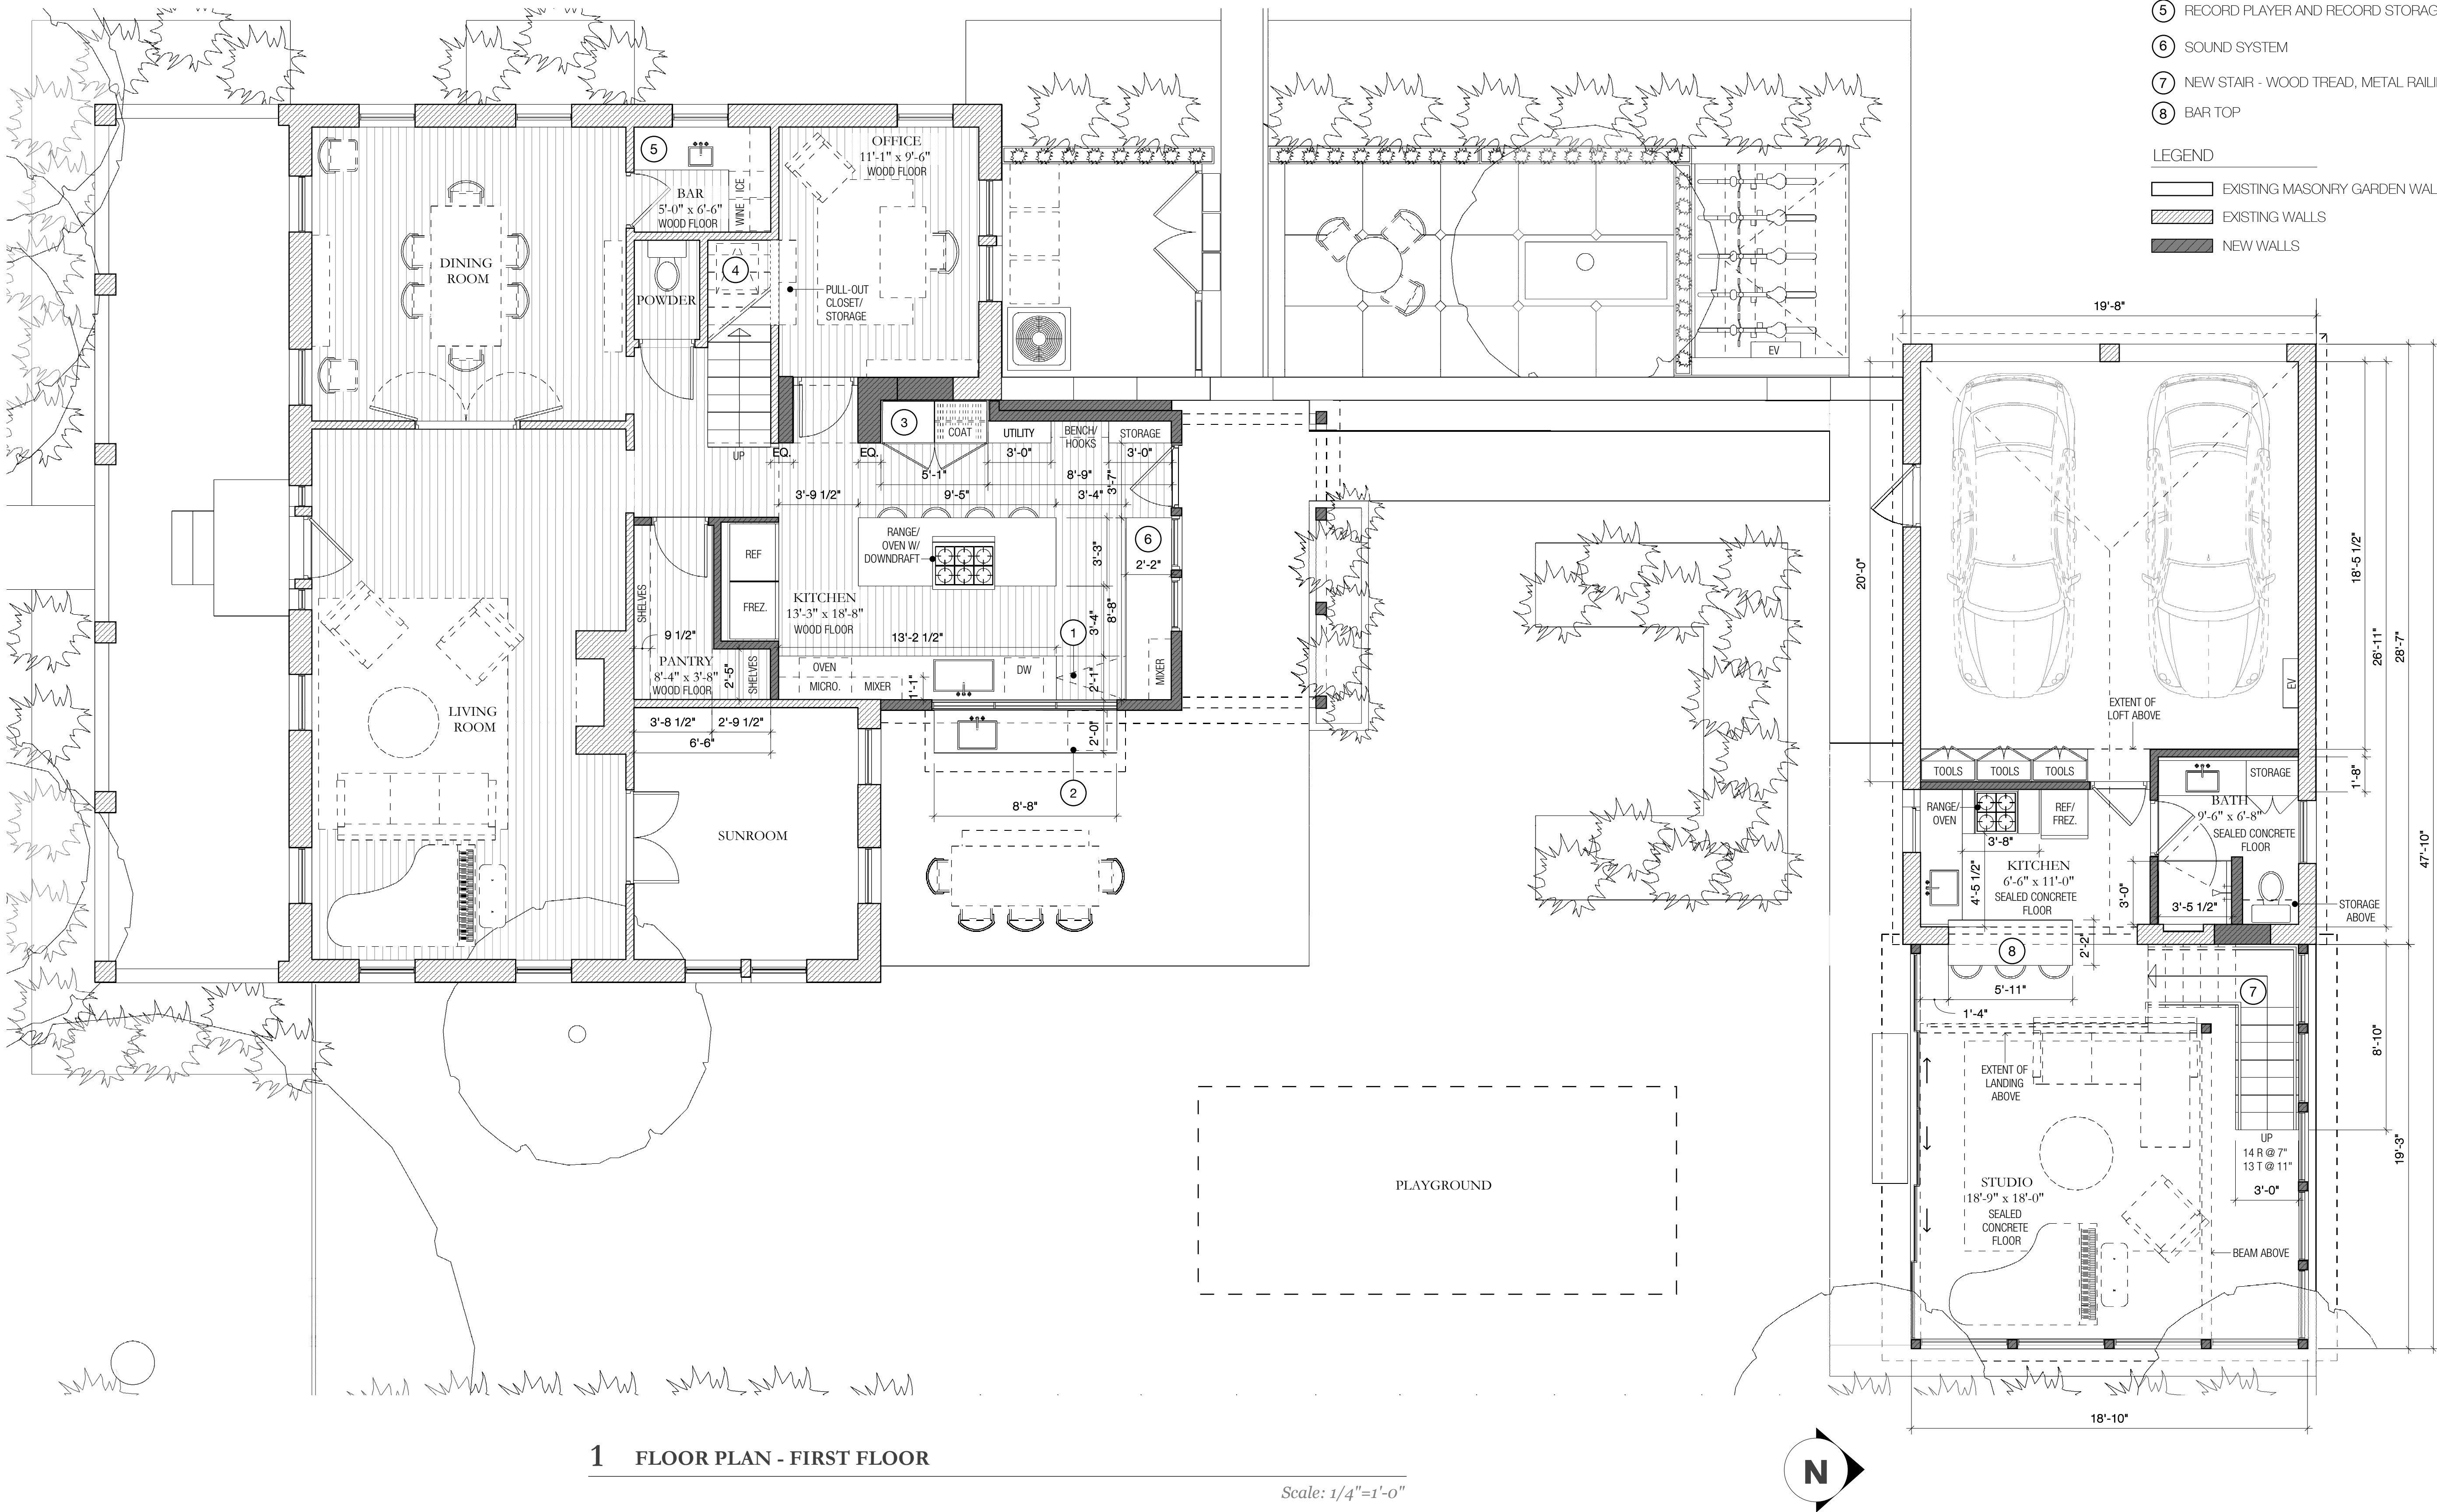 5 RECORD PLAYER AND RECORD STORAG
6 SOUND SYSTEM
7 NEW STAIR - WOOD TREAD, METAL RAILI
8 BAR TOP
LEGEND
EXISTING MASONRY GARDEN WAL
EXISTING WALLS
NEW WALLS
5
BAR
5'-0" x 6'-6"
WOOD FLOOR
WINE
ICE
OFFICE
11'-1" x 9'-6"
WOOD FLOOR
DINING
ROOM
POWDER
4
PULL-OUT
CLOSET/
STORAGE
EV
19'-8"
UP
EQ.
EQ.
3
COAT
UTILITY
BENCH/
HOOKS
STORAGE
3'-0"
3'-0"
5'-1"
8'-9"
3'-7"
3'-9 1/2"
9'-5"
3'-4"
RANGE/
OVEN W/
DOWNDRAFT
6
2'-2"
3'-3"
REF
FREZ.
SHELVES
KITCHEN
13'-3" x 18'-8"
WOOD FLOOR
13'-2 1/2"
1
3'-4"
8'-8"
9 1/2"
PANTRY
8'-4" x 3'-8"
WOOD FLOOR
2'-5"
SHELVES
OVEN
MICRO.
MIXER
1'-1"
DW
2'-1"
MIXER
3'-8 1/2"
2'-9 1/2"
6'-6"
2'-0"
2
8'-8"
LIVING
ROOM
SUNROOM
PLAYGROUND
20'-0"
18'-5 1/2"
26'-11"
28'-7"
47'-10"
EV
EXTENT OF
LOFT ABOVE
TOOLS
TOOLS
TOOLS
STORAGE
1'-8"
RANGE/
OVEN
REF/
FREZ.
BATH
9'-6" x 6'-8"
SEALED CONCRETE
FLOOR
3'-8"
KITCHEN
6'-6" x 11'-0"
SEALED CONCRETE
FLOOR
4'-5 1/2"
3'-0"
3'-5 1/2"
STORAGE
ABOVE
8
2'-2"
5'-11"
1'-4"
7
EXTENT OF
LANDING
ABOVE
8'-10"
19'-3"
UP
14 R @ 7"
13 T @ 11"
3'-0"
STUDIO
18'-9" x 18'-0"
SEALED
CONCRETE
FLOOR
BEAM ABOVE
18'-10"
1 FLOOR PLAN - FIRST FLOOR
Scale: 1/4"=1'-0"
N